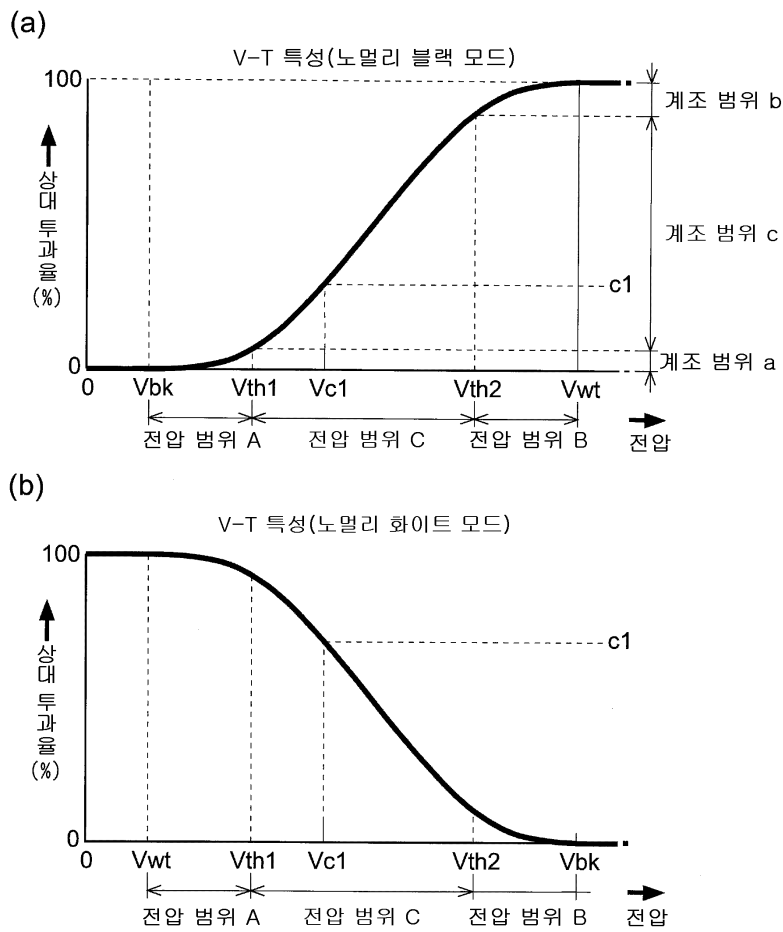 (a)
V-T 특성(노멀리 블랙 모드)
100
계조 범위 b
상대 투과율 (%)
계조 범위 c
c1
0
계조 범위 a
0 Vbk Vth1 Vc1 Vth2 Vwt
전압 범위 A 전압 범위 C 전압 범위 B 전압
(b)
V-T 특성(노멀리 화이트 모드)
100
상대 투과율 (%)
c1
0
0 Vwt Vth1 Vc1 Vth2 Vbk
전압 범위 A 전압 범위 C 전압 범위 B 전압